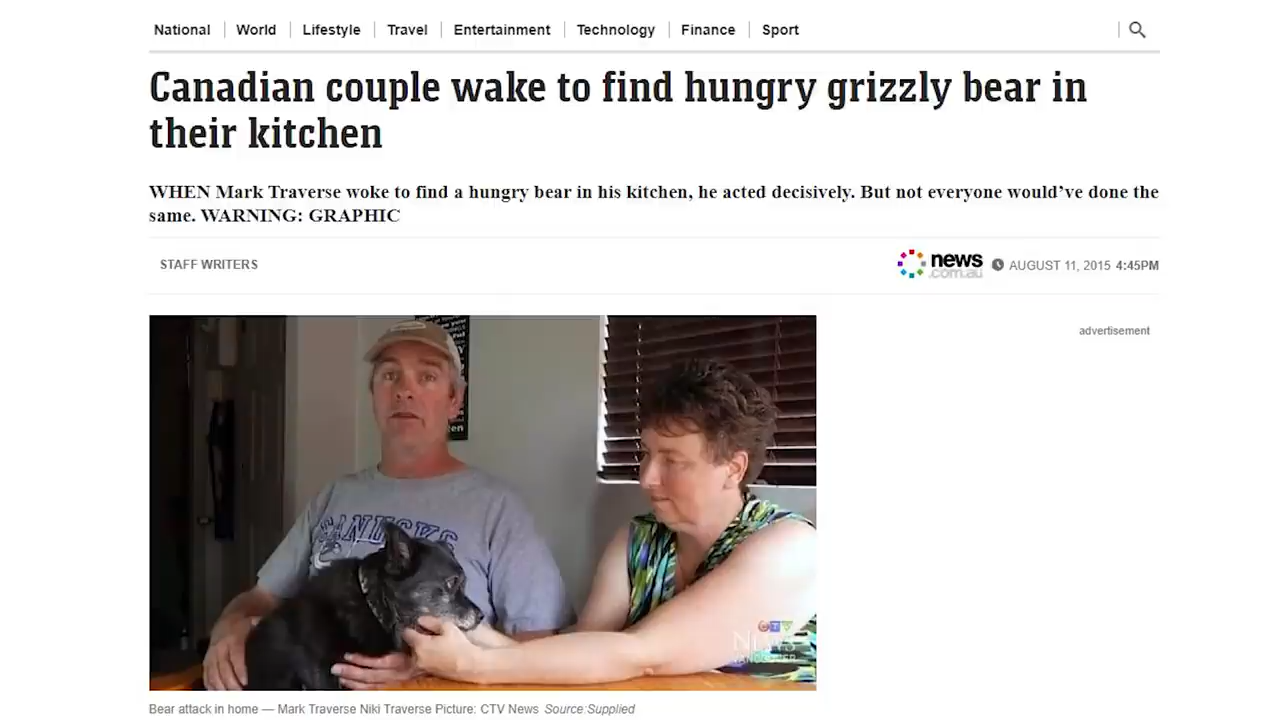 National World Lifestyle Travel Entertainment Technology Finance Sport
Canadian couple wake to find hungry grizzly bear in
their kitchen
WHEN Mark Traverse woke to find a hungry bear in his kitchen, he acted decisively. But not everyone would’ve done the
same. WARNING: GRAPHIC
STAFF WRITERS
news
.com.au
AUGUST 11, 2015 4:45PM
advertisement
CANUCKS
CTV
NEWS
VANCOUVER
Bear attack in home — Mark Traverse Niki Traverse Picture: CTV News Source:Supplied